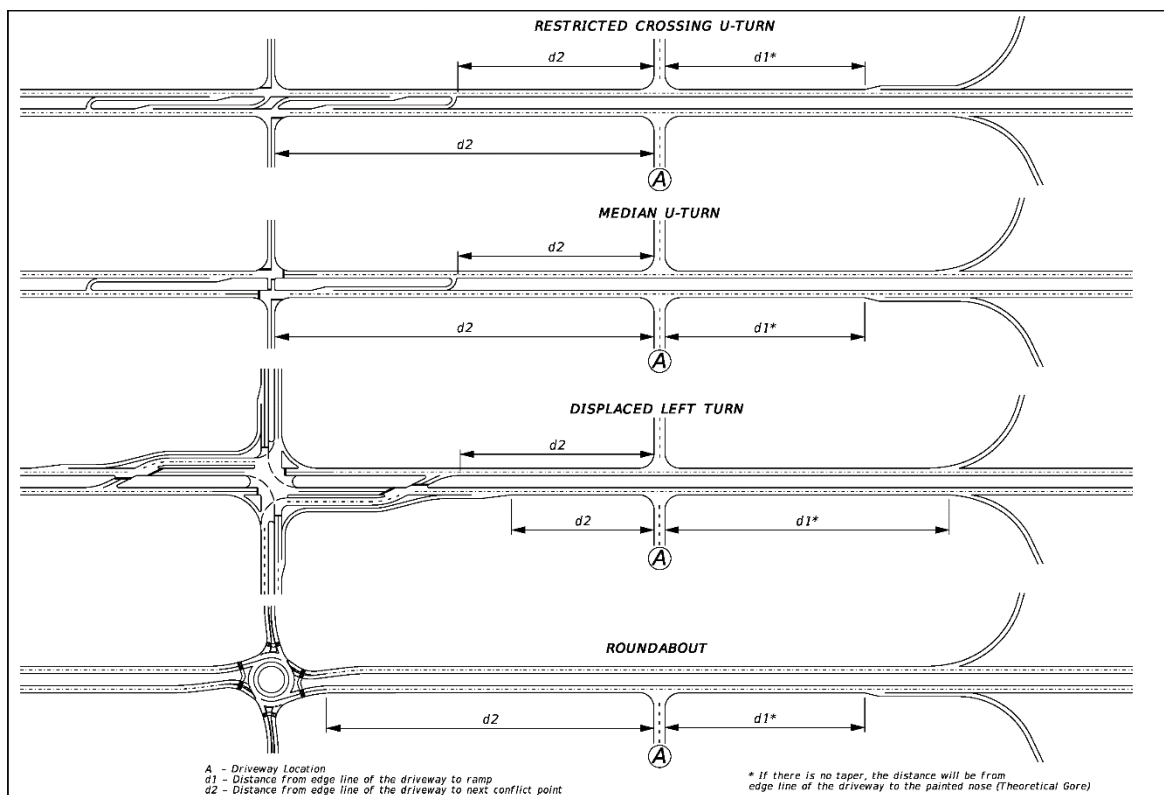 RESTRICTED CROSSING U-TURN
d2
d1*
d2
A
MEDIAN U-TURN
d2
d2
d1*
A
DISPLACED LEFT TURN
d2
d2
d1*
A
ROUNDABOUT
d2
d1*
A
A - Driveway Location
d1 - Distance from edge line of the driveway to ramp
d2 - Distance from edge line of the driveway to next conflict point
* If there is no taper, the distance will be from
edge line of the driveway to the painted nose (Theoretical Gore)